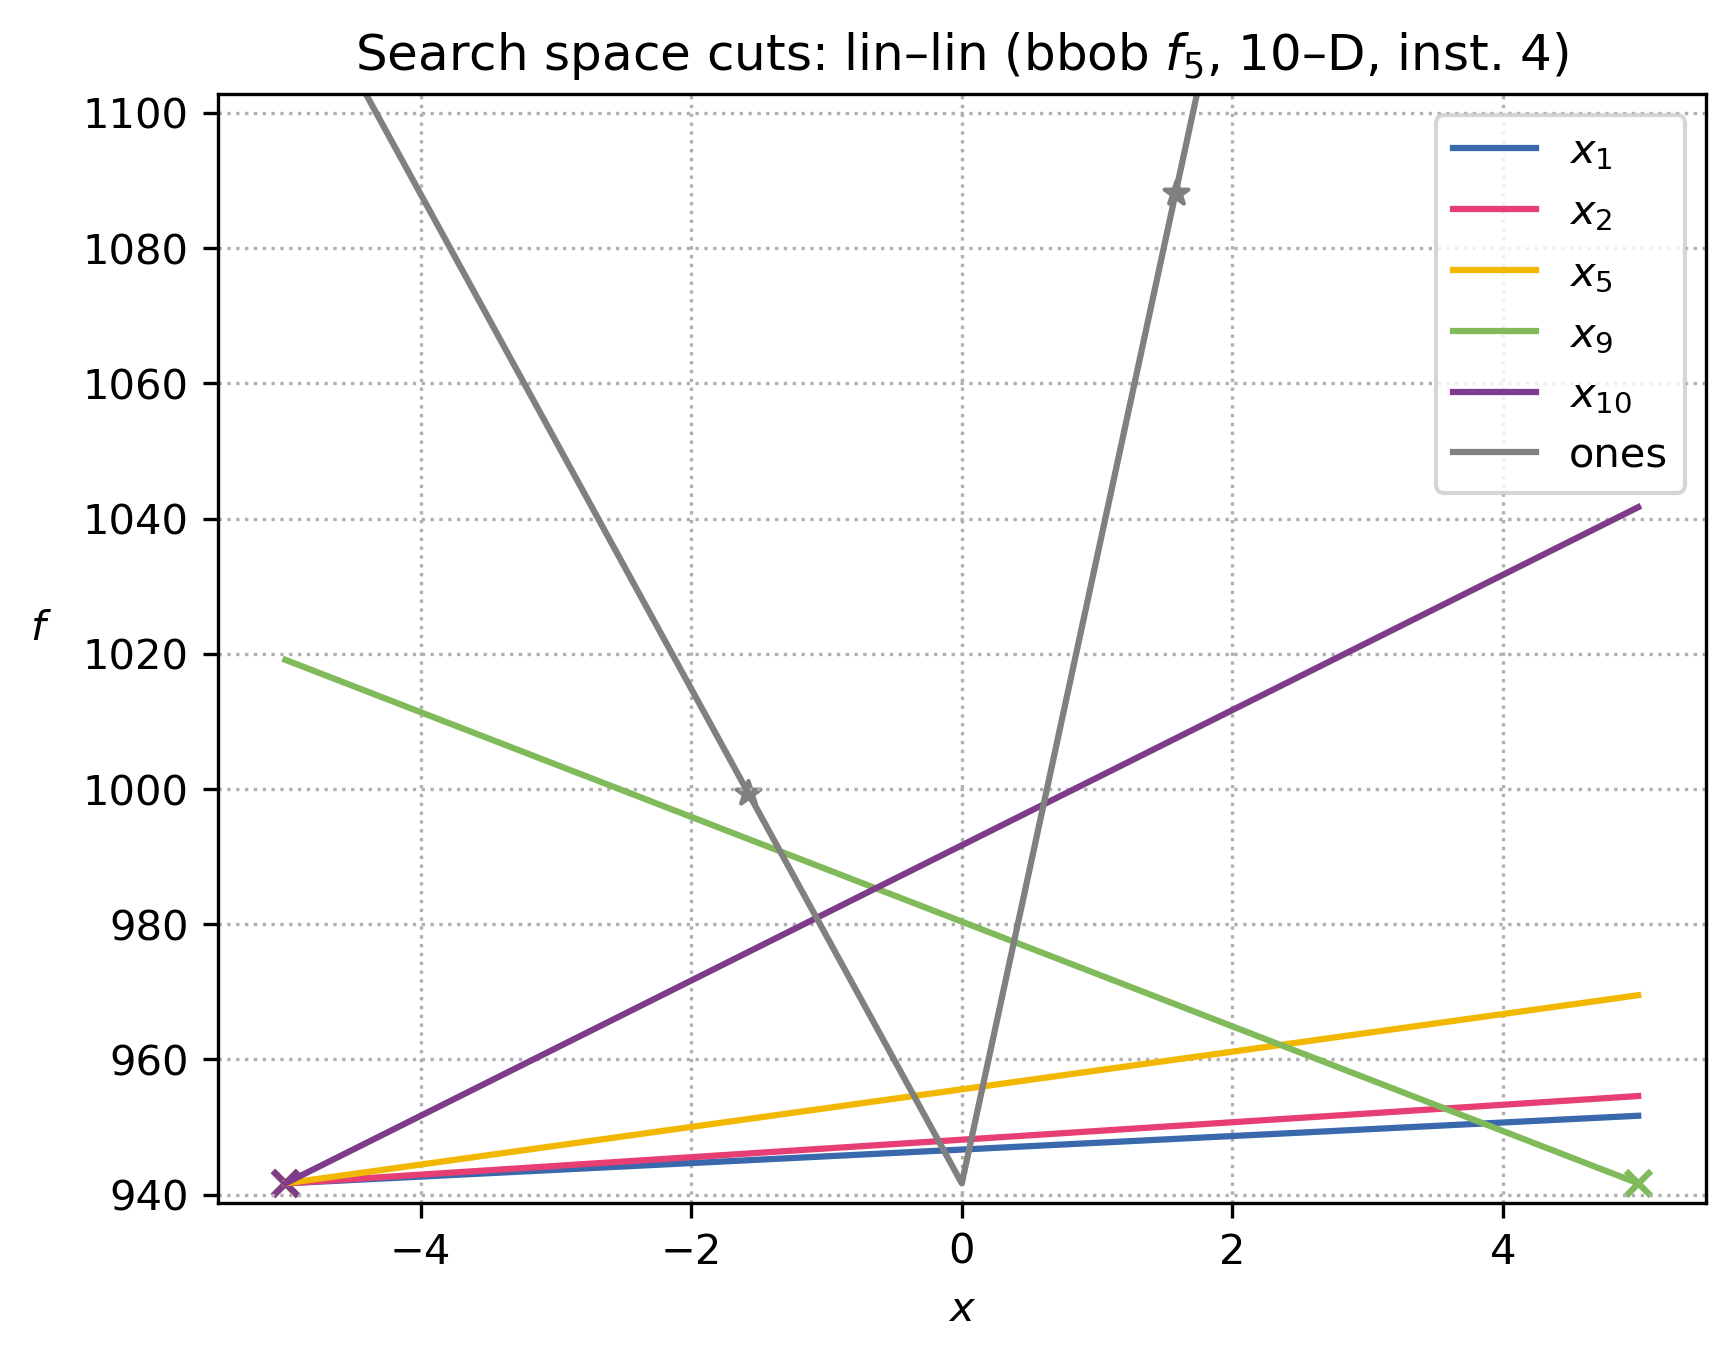 Search space cuts: lin–lin (bbob f₅, 10–D, inst. 4)
1100
1080
1060
1040
1020
1000
980
960
940
f
x₁
x₂
x₅
x₉
x₁₀
ones
−4
−2
0
2
4
x